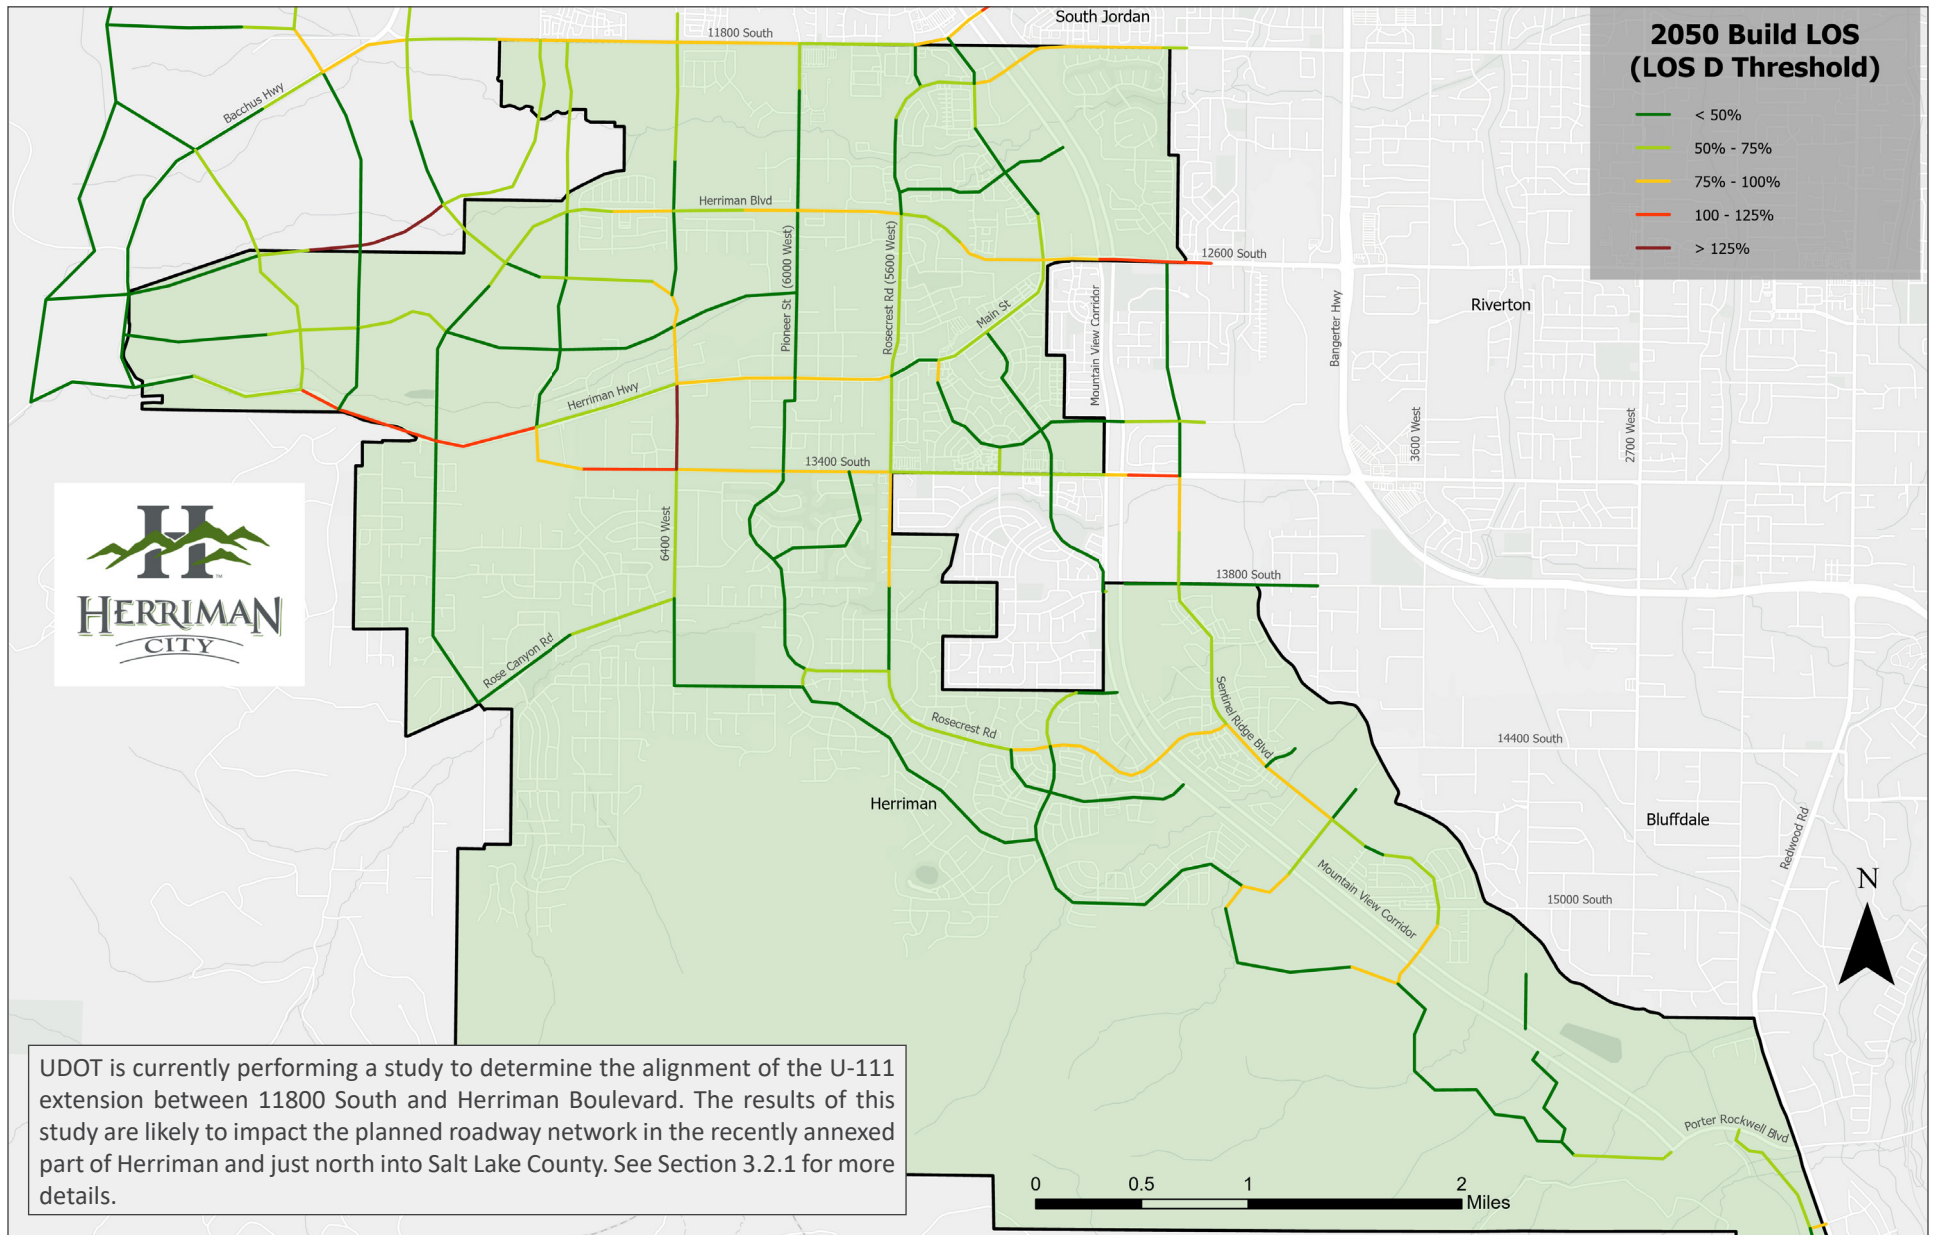 South Jordan
2050 Build LOS
(LOS D Threshold)
< 50%
50% - 75%
75% - 100%
100 - 125%
> 125%
11800 South
Bacchus Hwy
Herriman Blvd
12600 South
Pioneer St (6000 West)
Rosecrest Rd (5600 West)
Main St
Mountain View Corridor
Bangerter Hwy
Riverton
Herriman Hwy
3600 West
2700 West
13400 South
6400 West
13800 South
HERRIMAN
CITY
TM
Rose Canyon Rd
Rosecrest Rd
Sentinel Ridge Blvd
14400 South
Herriman
Bluffdale
Redwood Rd
Mountain View Corridor
15000 South
N
UDOT is currently performing a study to determine the alignment of the U-111
extension between 11800 South and Herriman Boulevard. The results of this
study are likely to impact the planned roadway network in the recently annexed
part of Herriman and just north into Salt Lake County. See Section 3.2.1 for more
details.
Porter Rockwell Blvd
0 0.5 1 2
Miles